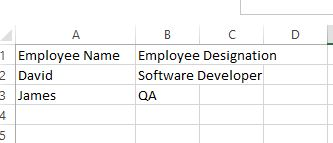 A B C D
1 Employee Name Employee Designation
2 David Software Developer
3 James QA
4
5